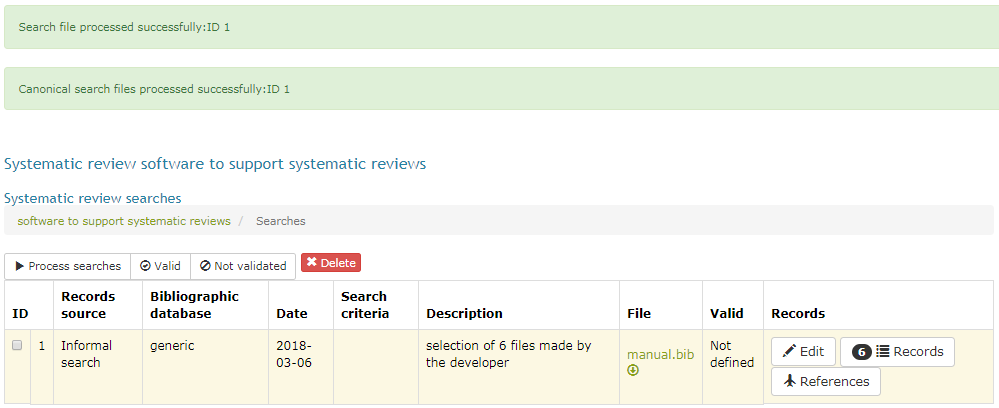 Search file processed successfully:ID 1
Canonical search files processed successfully:ID 1
Systematic review software to support systematic reviews
Systematic review searches
software to support systematic reviews / Searches
Process searches Valid Not validated Delete
ID Records source Bibliographic database Date Search criteria Description File Valid Records
1 Informal search generic 2018-03-06 selection of 6 files made by the developer manual.bib Not defined Edit 6 Records References